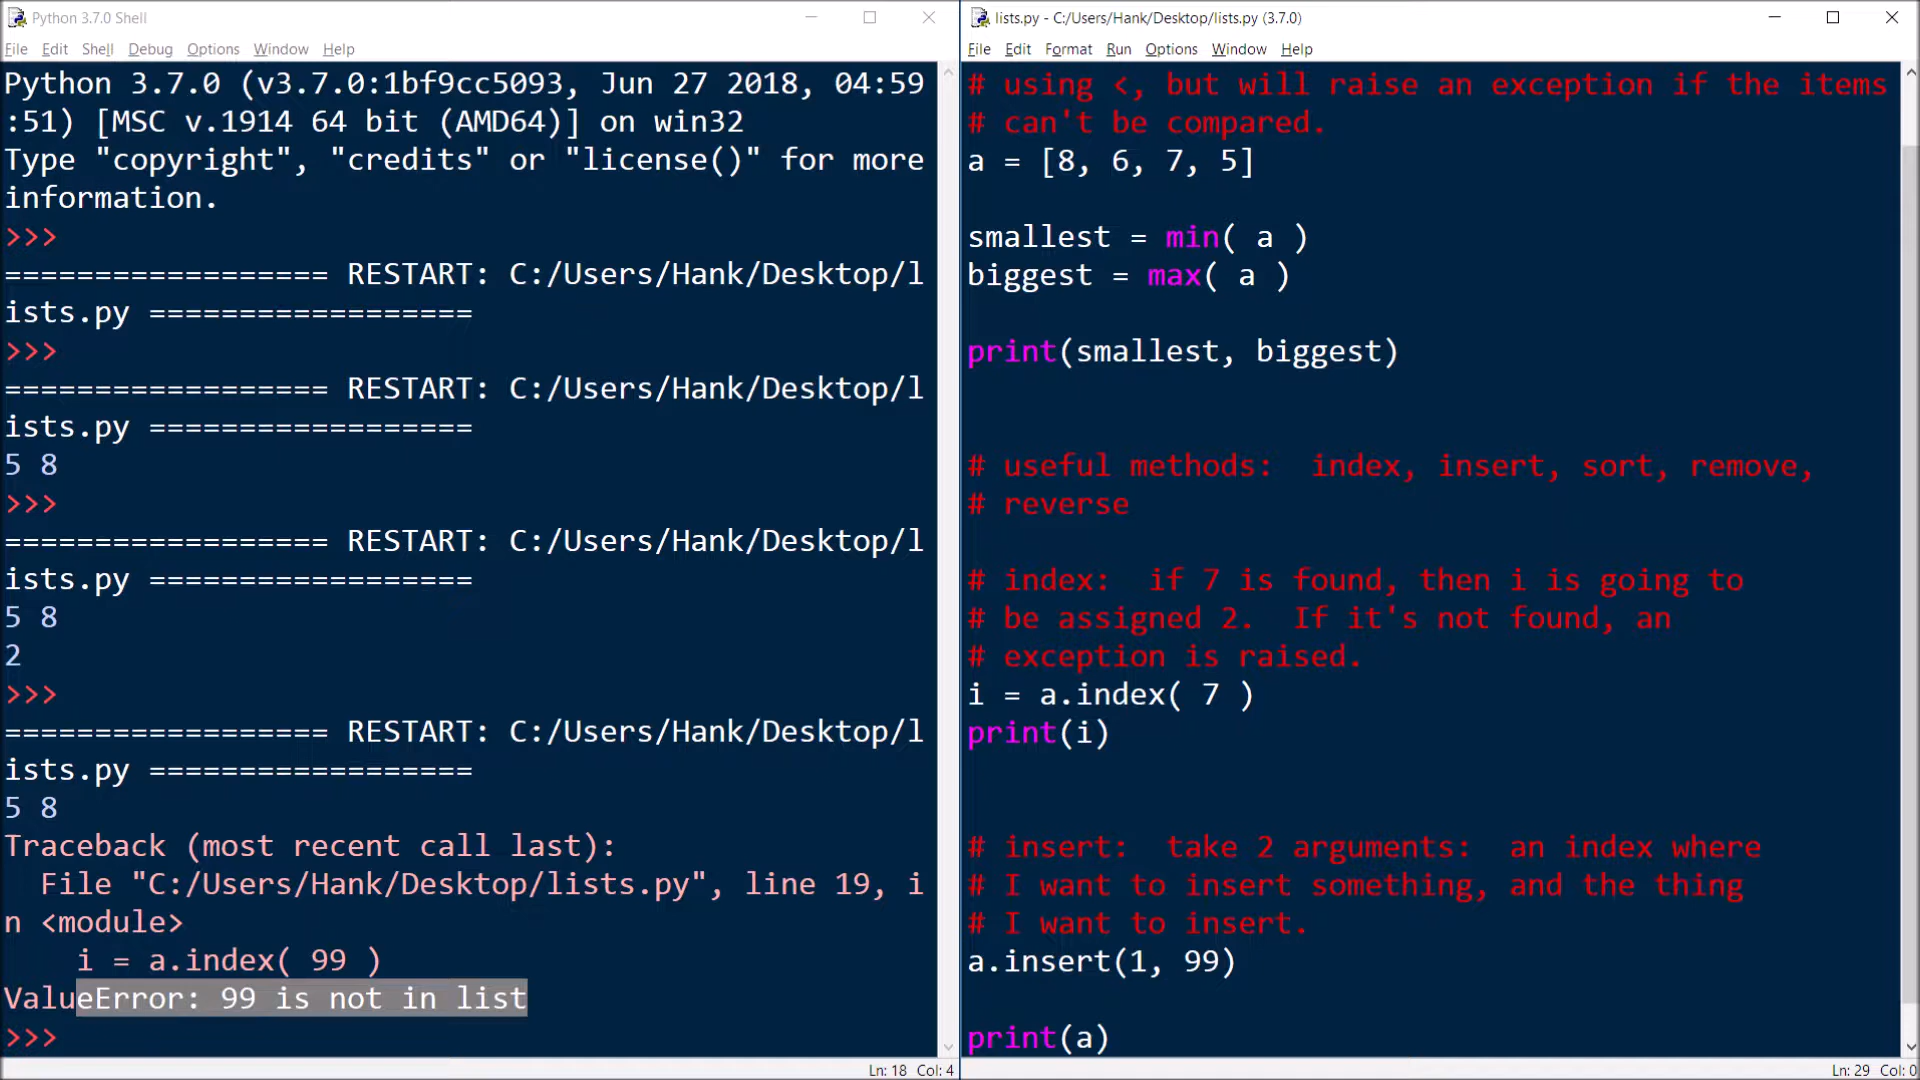 Python 3.7.0 Shell
File Edit Shell Debug Options Window Help
Python 3.7.0 (v3.7.0:1bf9cc5093, Jun 27 2018, 04:59
:51) [MSC v.1914 64 bit (AMD64)] on win32
Type "copyright", "credits" or "license()" for more
information.
>>>
================== RESTART: C:/Users/Hank/Desktop/l
ists.py ==================
>>>
================== RESTART: C:/Users/Hank/Desktop/l
ists.py ==================
5 8
>>>
================== RESTART: C:/Users/Hank/Desktop/l
ists.py ==================
5 8
2
>>>
================== RESTART: C:/Users/Hank/Desktop/l
ists.py ==================
5 8
Traceback (most recent call last):
  File "C:/Users/Hank/Desktop/lists.py", line 19, i
n <module>
    i = a.index( 99 )
ValueError: 99 is not in list
>>>
Ln: 18 Col: 4
lists.py - C:/Users/Hank/Desktop/lists.py (3.7.0)
File Edit Format Run Options Window Help
# using <, but will raise an exception if the items
# can't be compared.
a = [8, 6, 7, 5]
smallest = min( a )
biggest = max( a )
print(smallest, biggest)
# useful methods:  index, insert, sort, remove,
# reverse
# index:  if 7 is found, then i is going to
# be assigned 2.  If it's not found, an
# exception is raised.
i = a.index( 7 )
print(i)
# insert:  take 2 arguments:  an index where
# I want to insert something, and the thing
# I want to insert.
a.insert(1, 99)
print(a)
Ln: 29 Col: 0